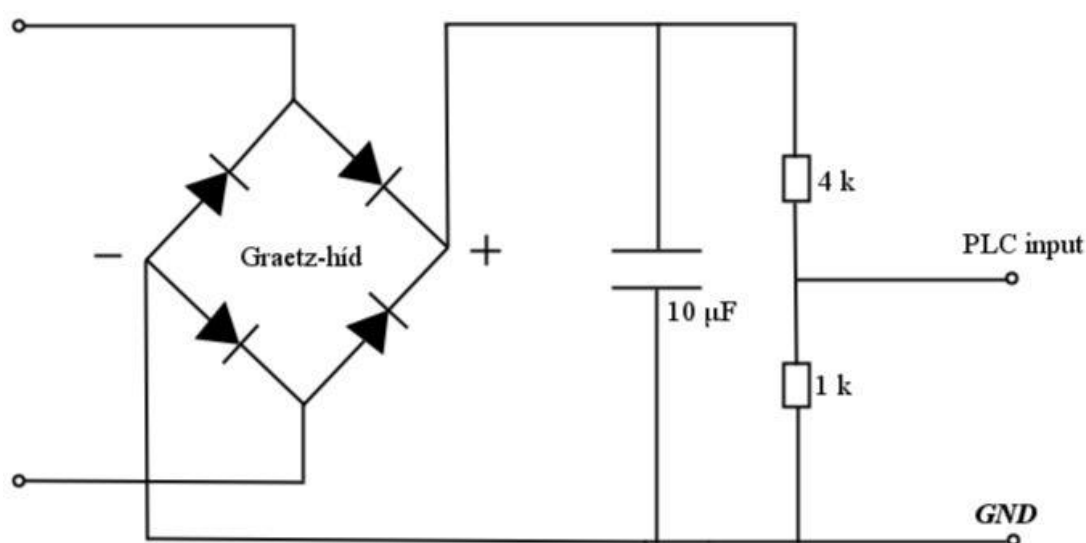 4 k
PLC input
− Graetz-híd +
10 μF
1 k
GND